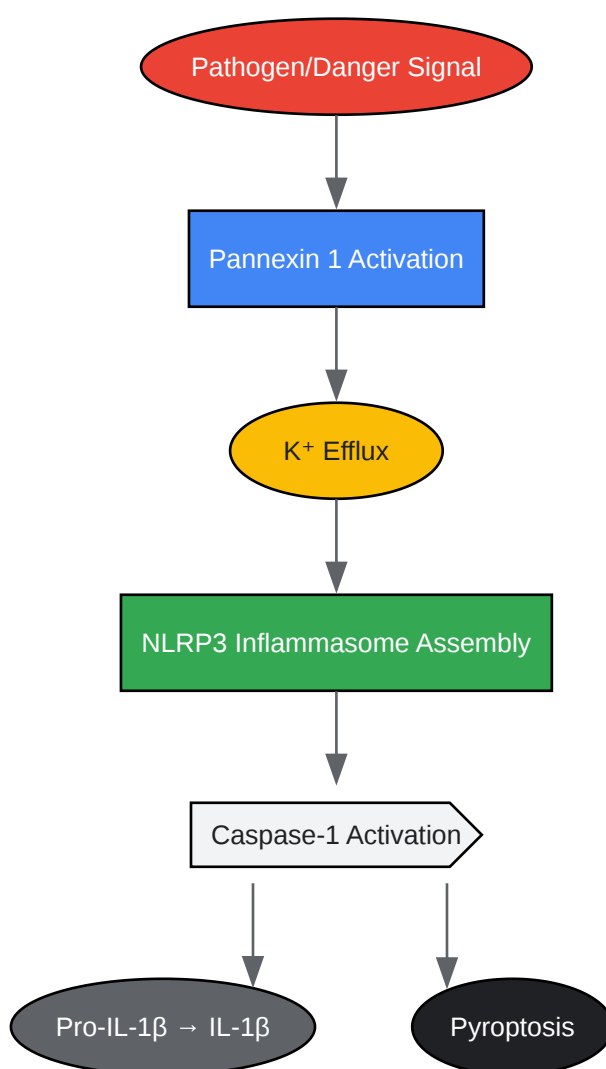 Pathogen/Danger Signal
Pannexin 1 Activation
K⁺ Efflux
NLRP3 Inflammasome Assembly
Caspase-1 Activation
Pro-IL-1β → IL-1β
Pyroptosis